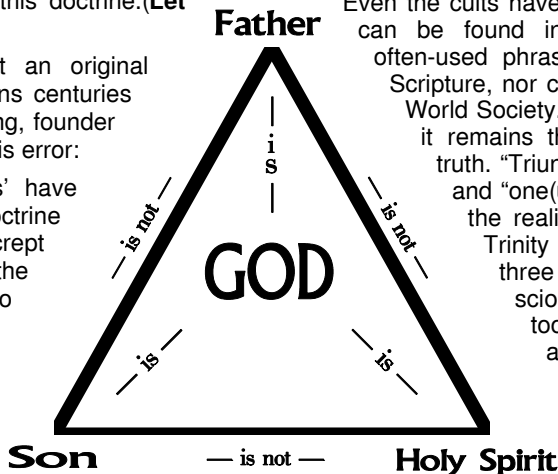 this doctrine.(Let
t an original
ns centuries
ng, founder
is error:
s’ have
octrine
crept
the
o
Father
is
is not
is not
GOD
is
is
Son
is not
Holy Spirit
Even the cults have
can be found in
often-used phras
Scripture, nor c
World Society,
it remains th
truth. “Triun
and “one(
the reali
Trinity
three
scio
too
a